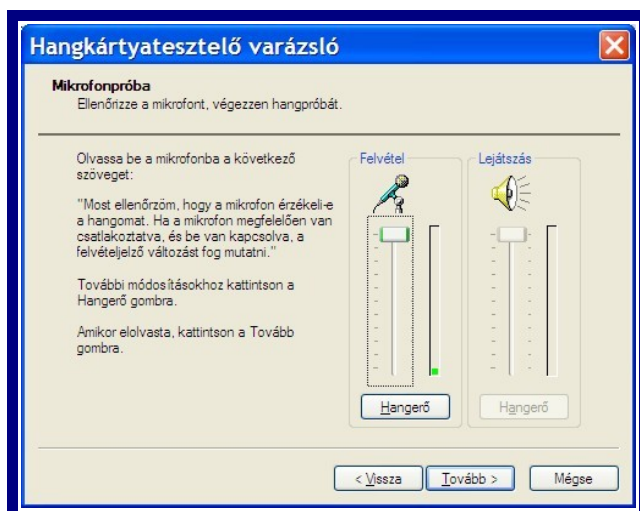 Hangkártyatesztelő varázsló
Mikrofonpróba
Ellenőrizze a mikrofont, végezzen hangpróbát.
Olvassa be a mikrofonba a következő
szöveget:
"Most ellenőrzöm, hogy a mikrofon érzékeli-e
a hangomat. Ha a mikrofon megfelelően van
csatlakoztatva, és be van kapcsolva, a
felvételjelző változást fog mutatni."
További módosításokhoz kattintson a
Hangerő gombra.
Amikor elolvasta, kattintson a Tovább
gombra.
Felvétel
Hangerő
Lejátszás
Hangerő
< Vissza
Tovább >
Mégse